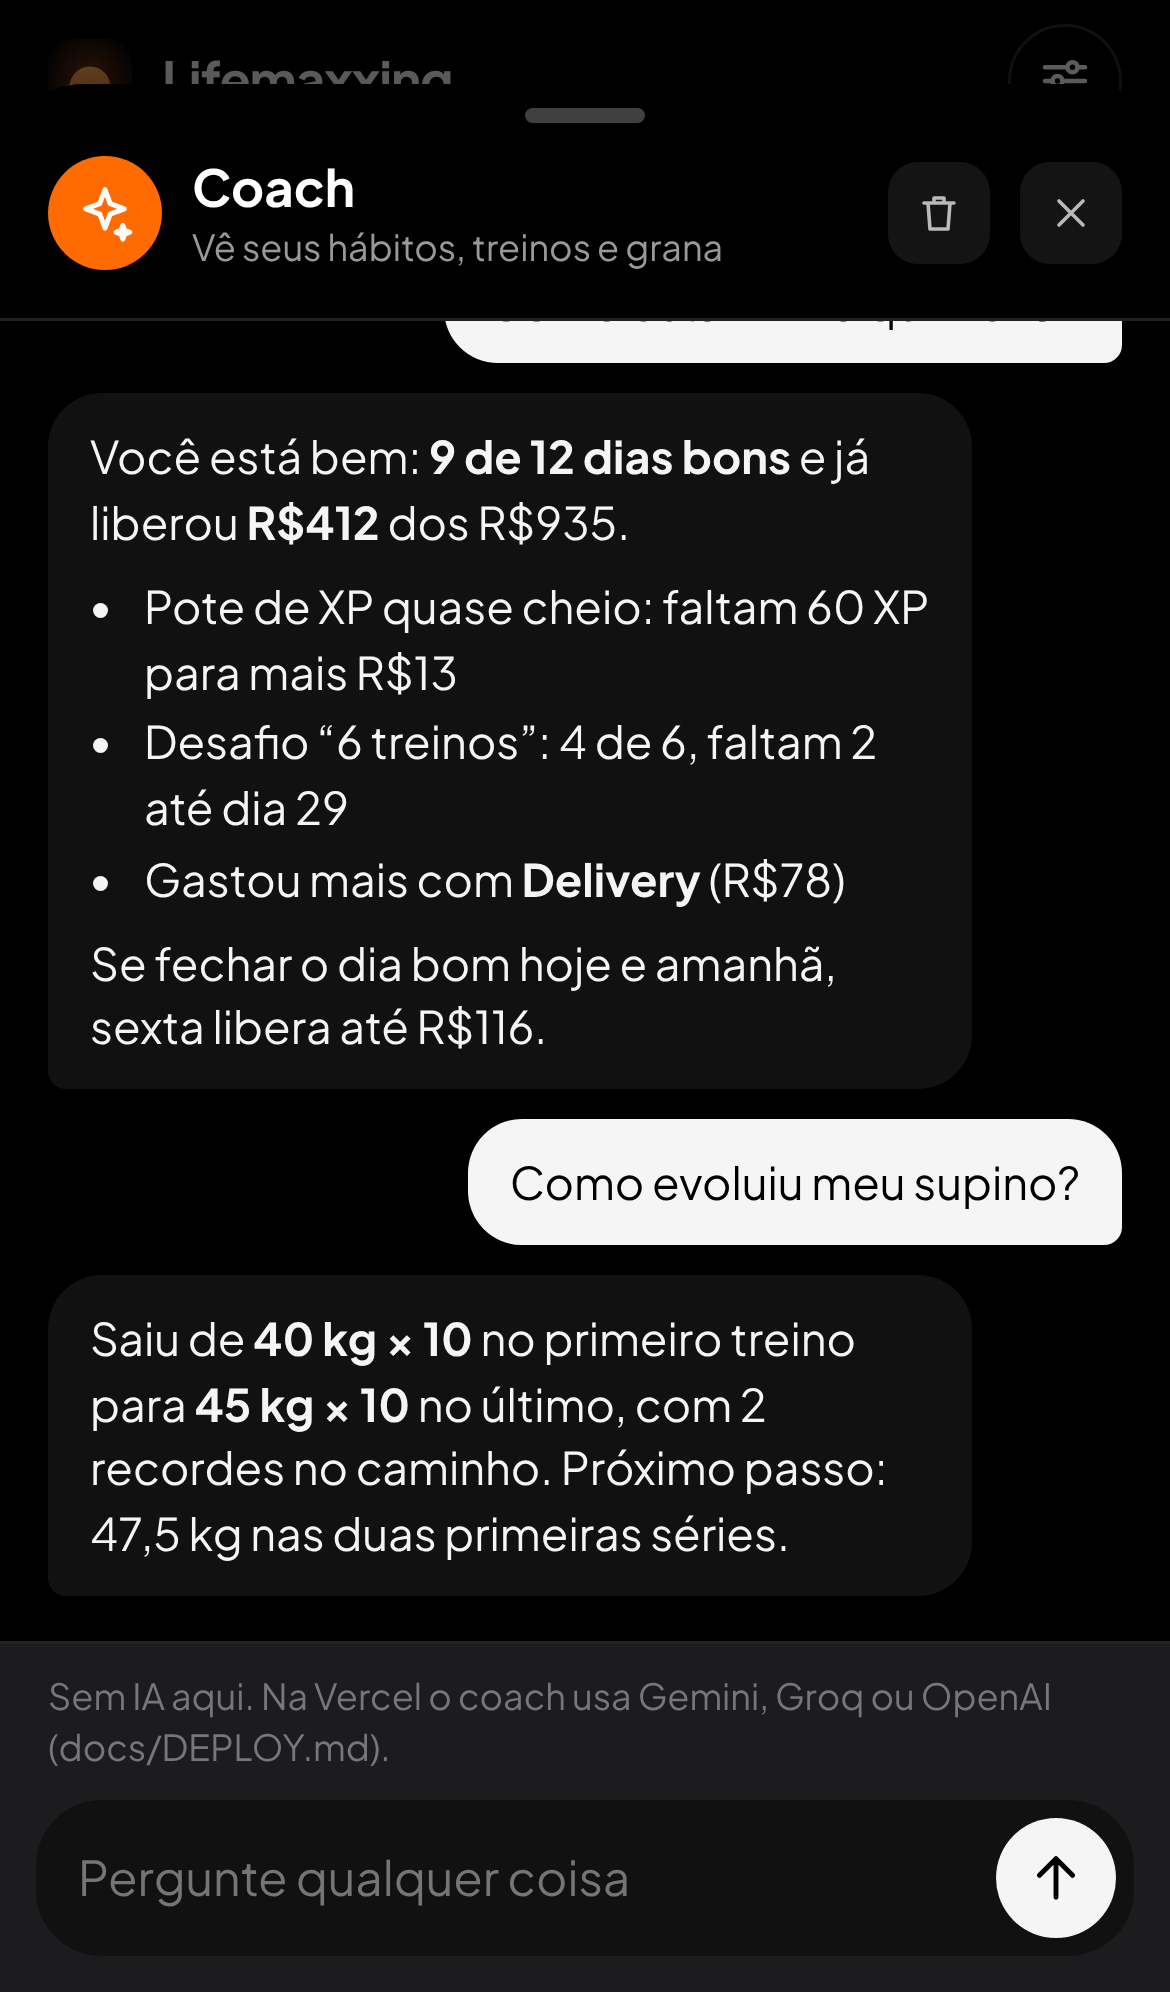 Lifemaxxing
Coach
Vê seus hábitos, treinos e grana
Você está bem: 9 de 12 dias bons e já
liberou R$412 dos R$935.
• Pote de XP quase cheio: faltam 60 XP
para mais R$13
• Desafio “6 treinos”: 4 de 6, faltam 2
até dia 29
• Gastou mais com Delivery (R$78)
Se fechar o dia bom hoje e amanhã,
sexta libera até R$116.
Como evoluiu meu supino?
Saiu de 40 kg × 10 no primeiro treino
para 45 kg × 10 no último, com 2
recordes no caminho. Próximo passo:
47,5 kg nas duas primeiras séries.
Sem IA aqui. Na Vercel o coach usa Gemini, Groq ou OpenAI
(docs/DEPLOY.md).
Pergunte qualquer coisa